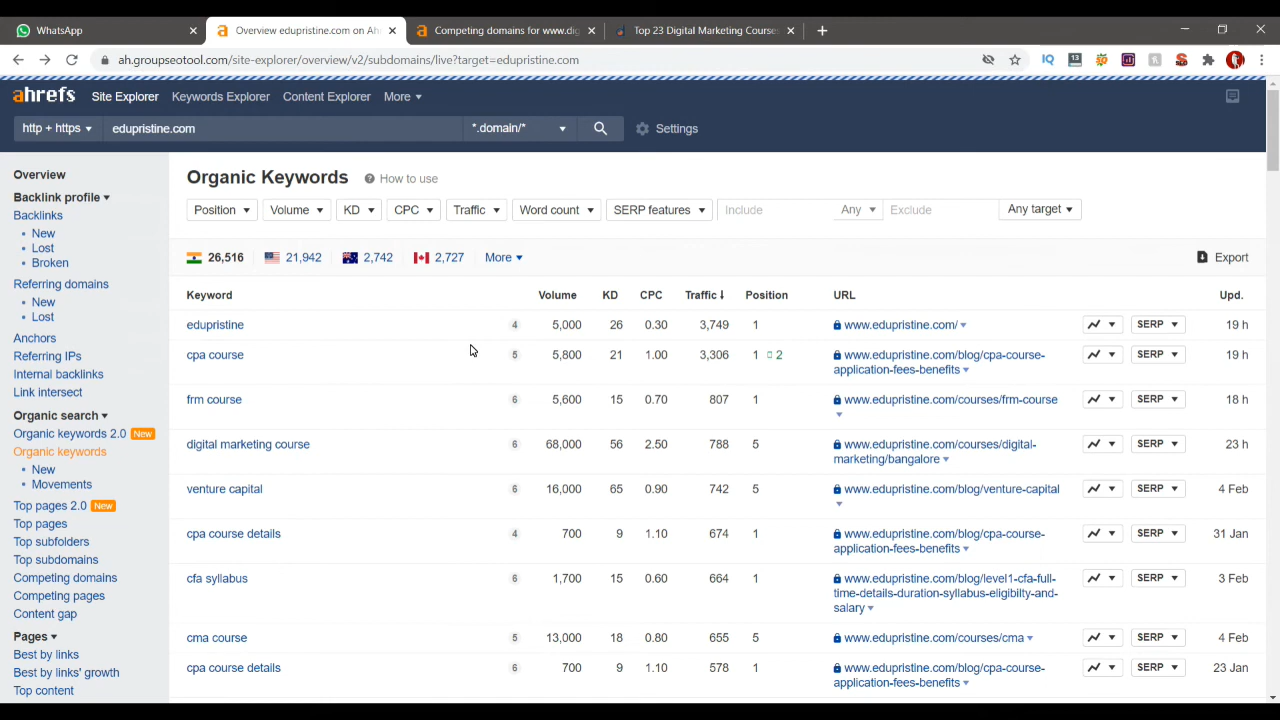 WhatsApp
Overview edupristine.com on Ah
Competing domains for www.dig
Top 23 Digital Marketing Courses
ah.groupseotool.com/site-explorer/overview/v2/subdomains/live?target=edupristine.com
13
ahrefs Site Explorer Keywords Explorer Content Explorer More
http + https edupristine.com *.domain/* Settings
Overview
Backlink profile
Backlinks
New
Lost
Broken
Referring domains
New
Lost
Anchors
Referring IPs
Internal backlinks
Link intersect
Organic search
Organic keywords 2.0 New
Organic keywords
New
Movements
Top pages 2.0 New
Top pages
Top subfolders
Top subdomains
Competing domains
Competing pages
Content gap
Pages
Best by links
Best by links' growth
Top content
Organic Keywords ? How to use
Position Volume KD CPC Traffic Word count SERP features Include Any Exclude Any target
26,516 21,942 2,742 2,727 More Export
Keyword Volume KD CPC Traffic↓ Position URL Upd.
edupristine 4 5,000 26 0.30 3,749 1 www.edupristine.com/ SERP 19 h
cpa course 5 5,800 21 1.00 3,306 1 2 www.edupristine.com/blog/cpa-course- SERP 19 h
application-fees-benefits
frm course 6 5,600 15 0.70 807 1 www.edupristine.com/courses/frm-course SERP 18 h
digital marketing course 6 68,000 56 2.50 788 5 www.edupristine.com/courses/digital- SERP 23 h
marketing/bangalore
venture capital 6 16,000 65 0.90 742 5 www.edupristine.com/blog/venture-capital SERP 4 Feb
cpa course details 4 700 9 1.10 674 1 www.edupristine.com/blog/cpa-course- SERP 31 Jan
application-fees-benefits
cfa syllabus 6 1,700 15 0.60 664 1 www.edupristine.com/blog/level1-cfa-full- SERP 3 Feb
time-details-duration-syllabus-eligibilty-and-
salary
cma course 5 13,000 18 0.80 655 5 www.edupristine.com/courses/cma SERP 4 Feb
cpa course details 6 700 9 1.10 578 1 www.edupristine.com/blog/cpa-course- SERP 23 Jan
application-fees-benefits